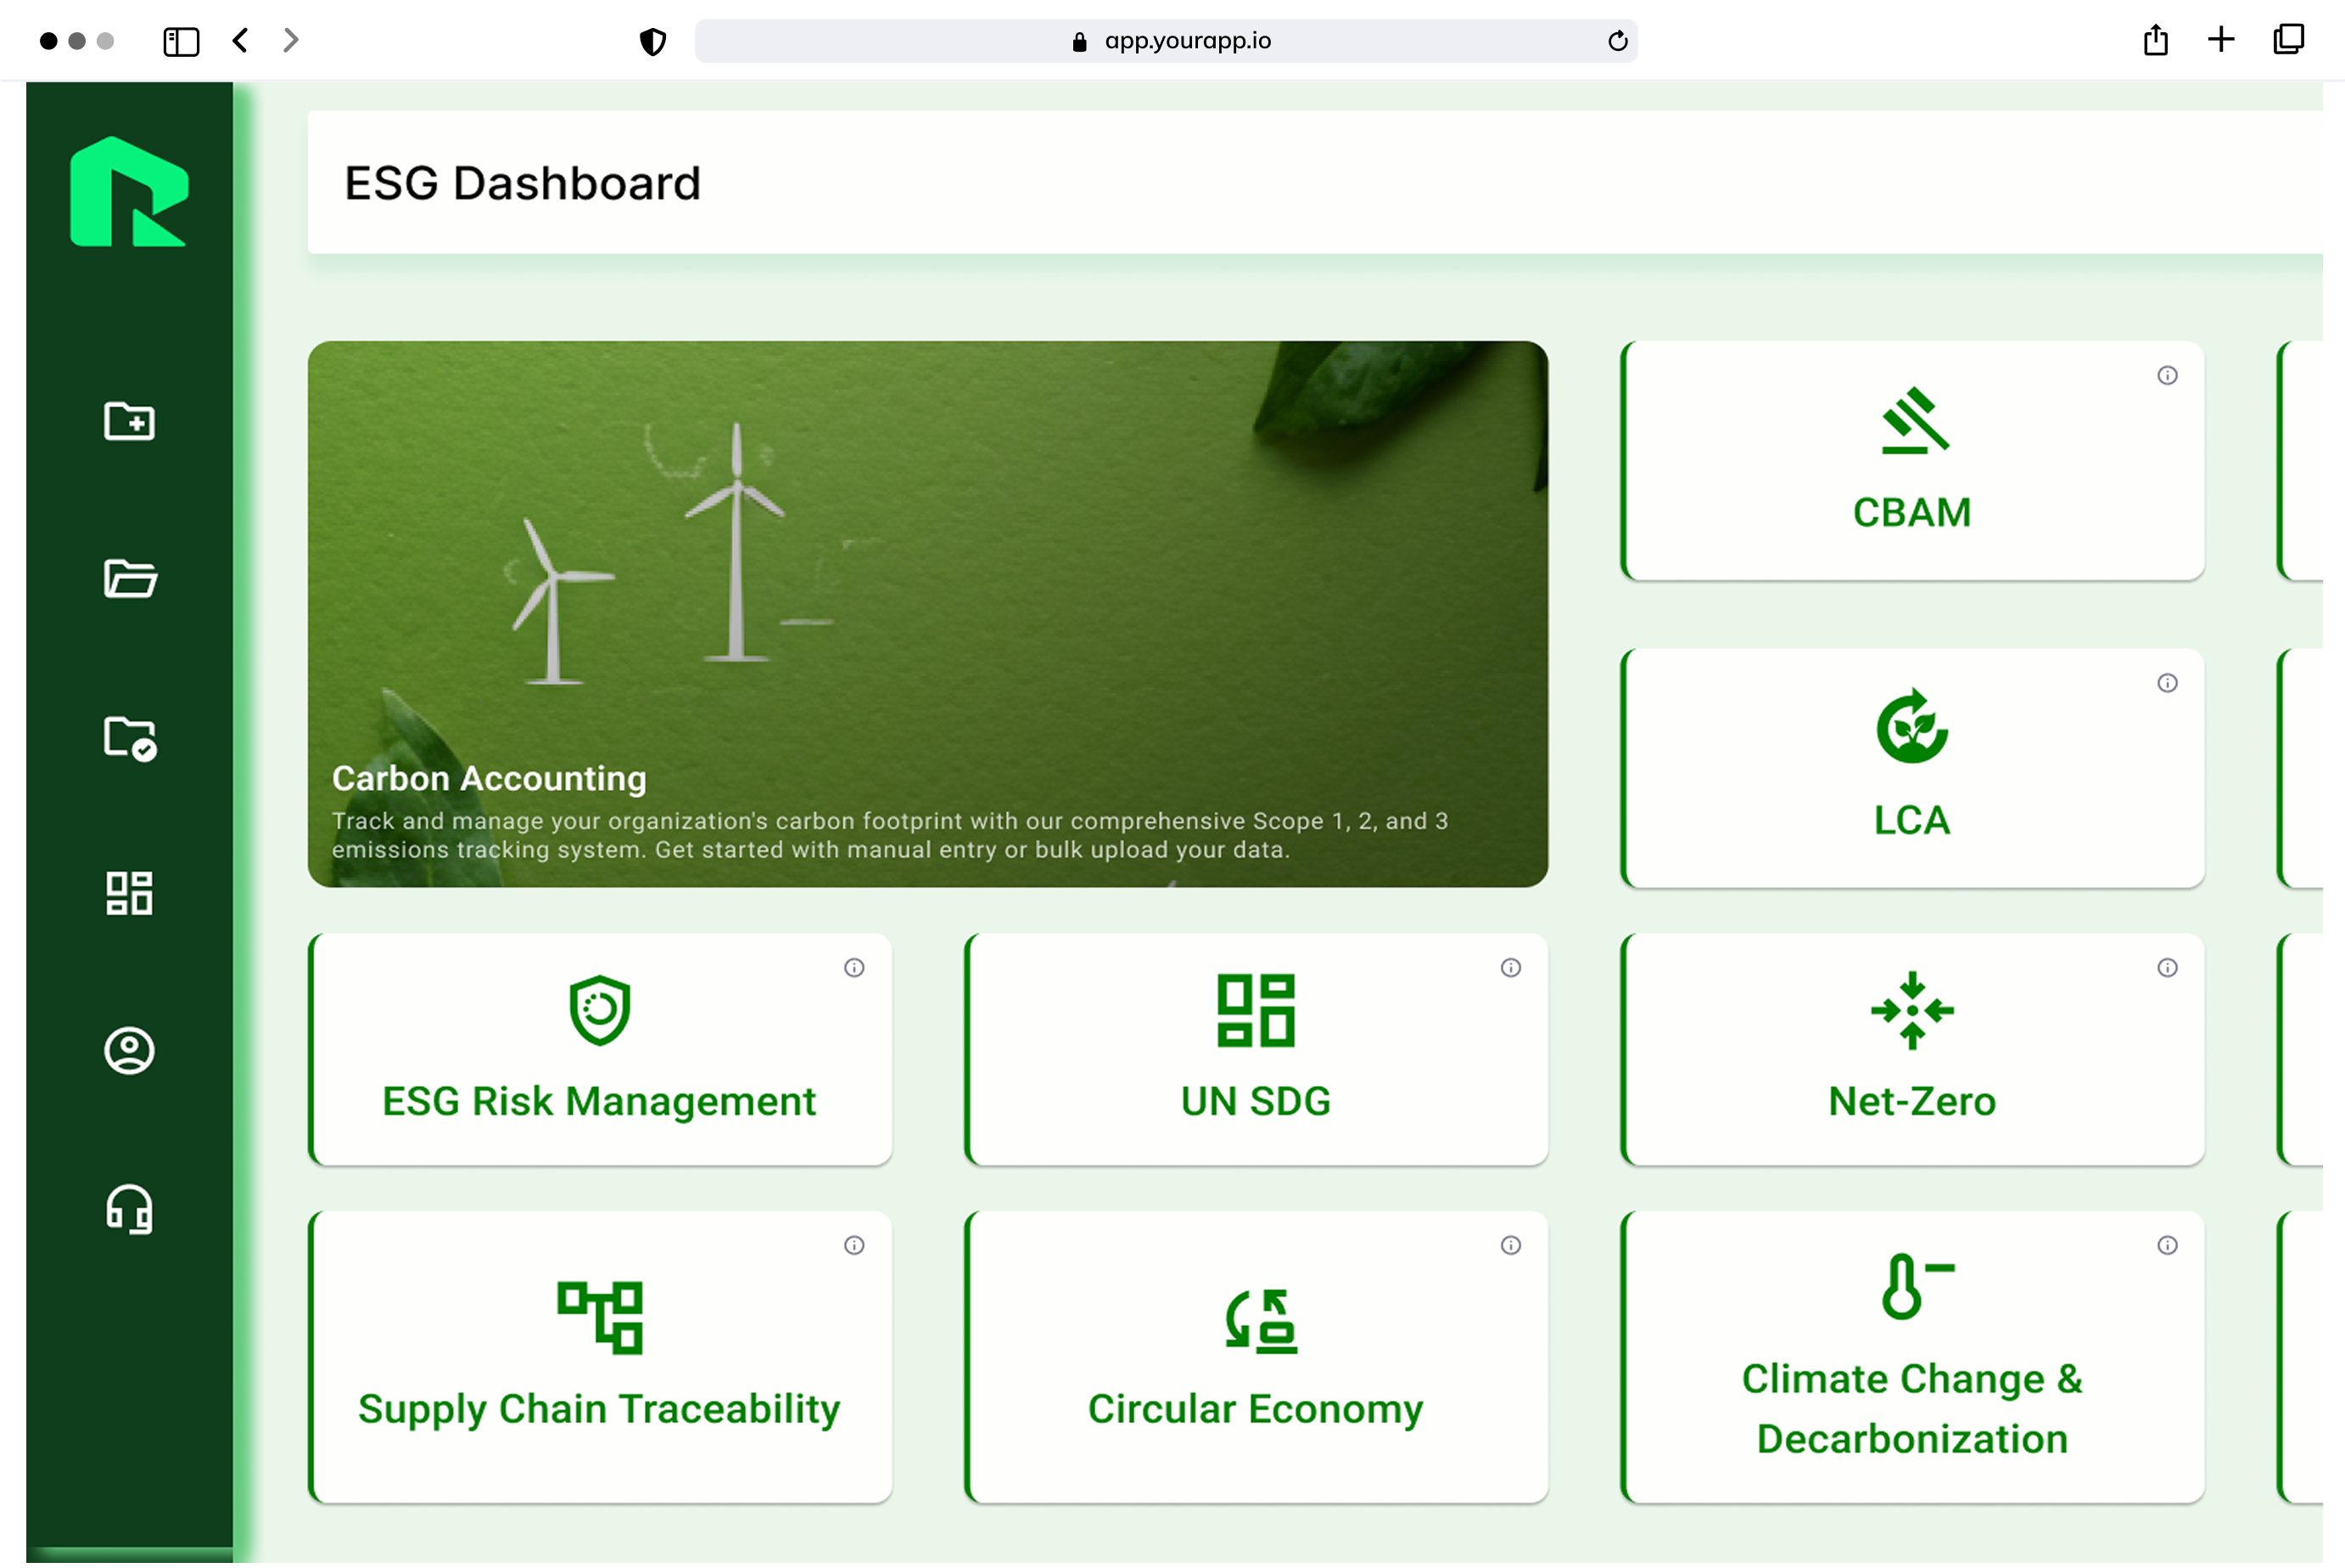 app.yourapp.io
ESG Dashboard
Carbon Accounting
Track and manage your organization's carbon footprint with our comprehensive Scope 1, 2, and 3
emissions tracking system. Get started with manual entry or bulk upload your data.
CBAM
LCA
ESG Risk Management
UN SDG
Net-Zero
Supply Chain Traceability
Circular Economy
Climate Change &
Decarbonization